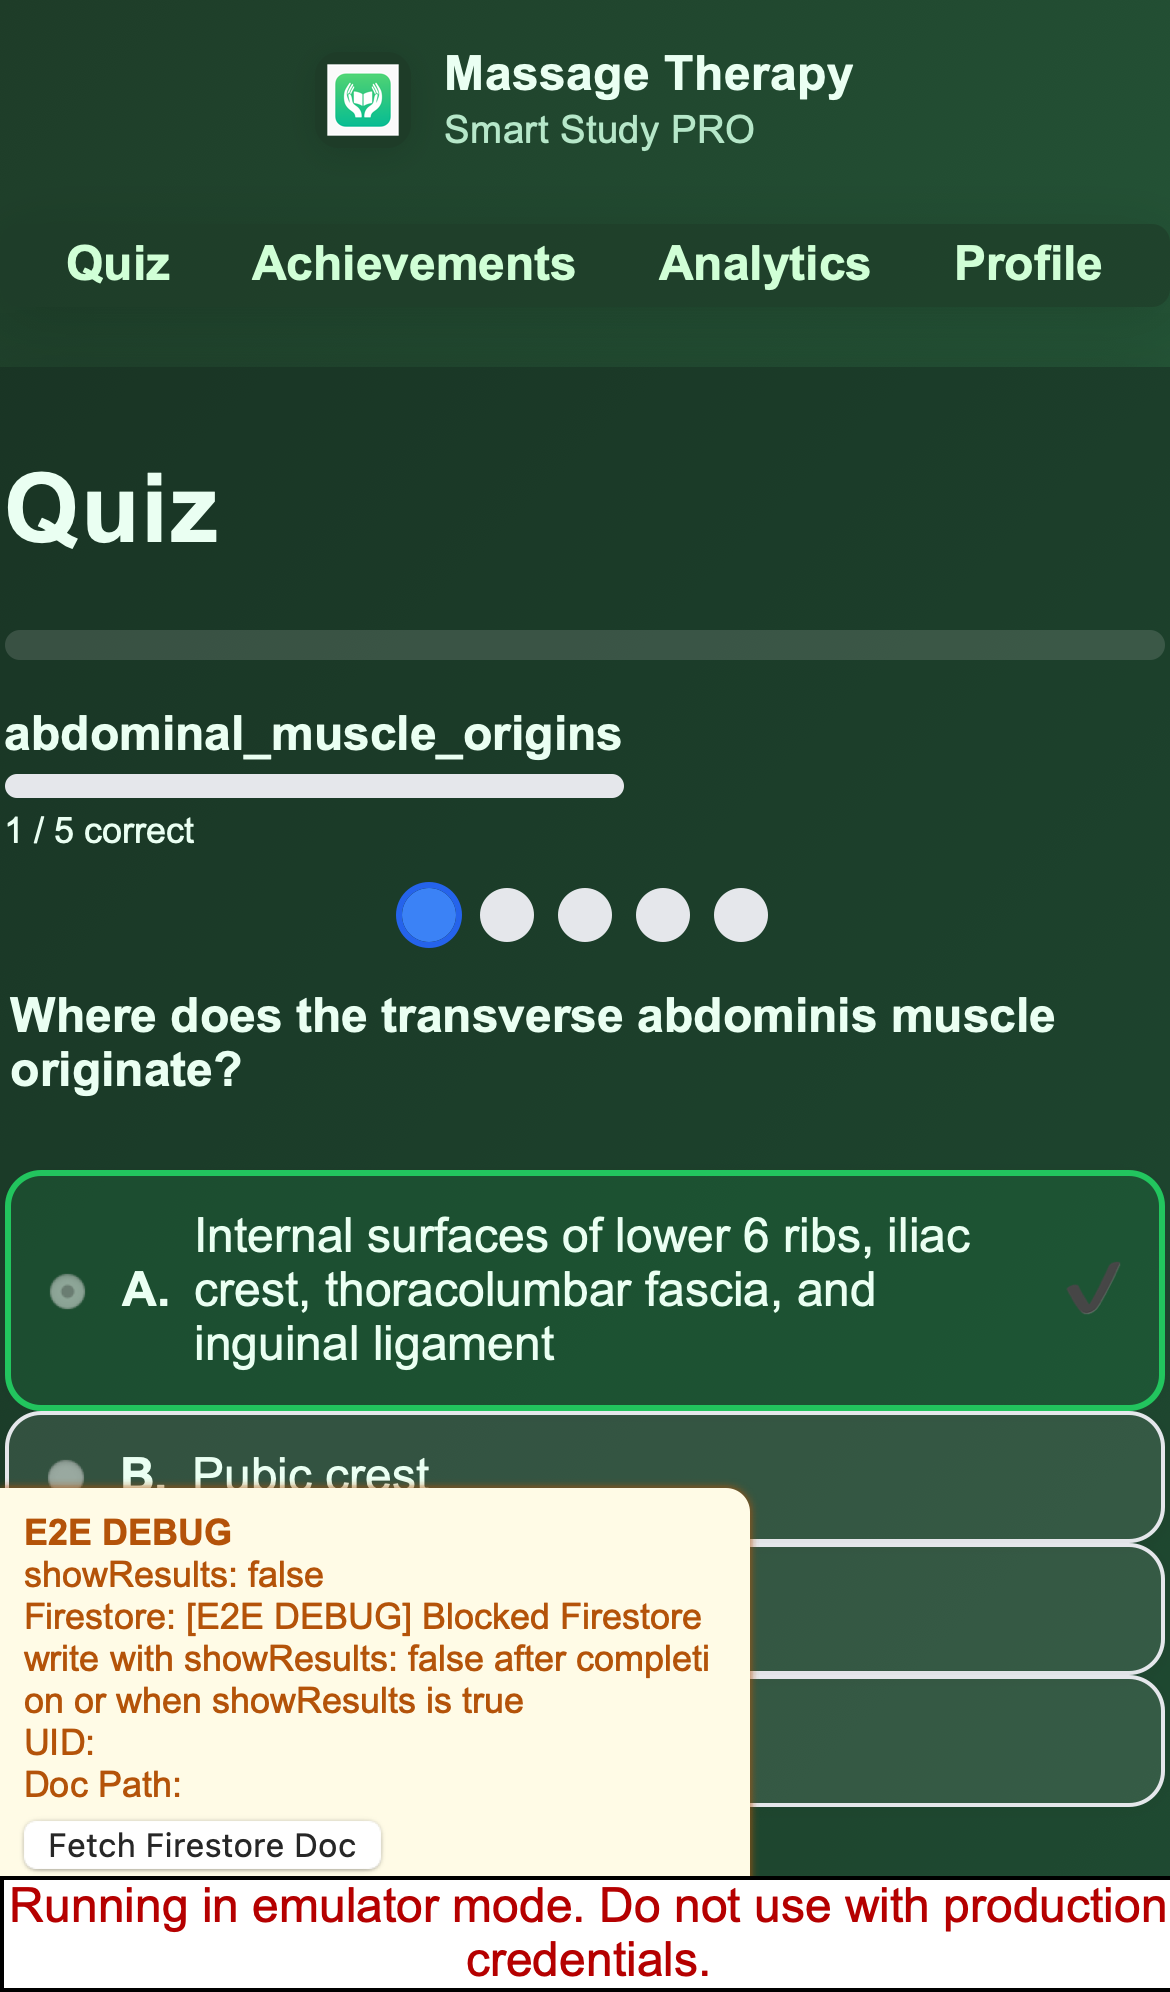 Massage Therapy
Smart Study PRO
Quiz
Achievements
Analytics
Profile
Quiz
abdominal_muscle_origins
1 / 5 correct
Where does the transverse abdominis muscle
originate?
A.
Internal surfaces of lower 6 ribs, iliac
crest, thoracolumbar fascia, and
inguinal ligament
B. Pubic crest
E2E DEBUG
showResults: false
Firestore: [E2E DEBUG] Blocked Firestore
write with showResults: false after completi
on or when showResults is true
UID:
Doc Path:
Fetch Firestore Doc
Running in emulator mode. Do not use with production
credentials.